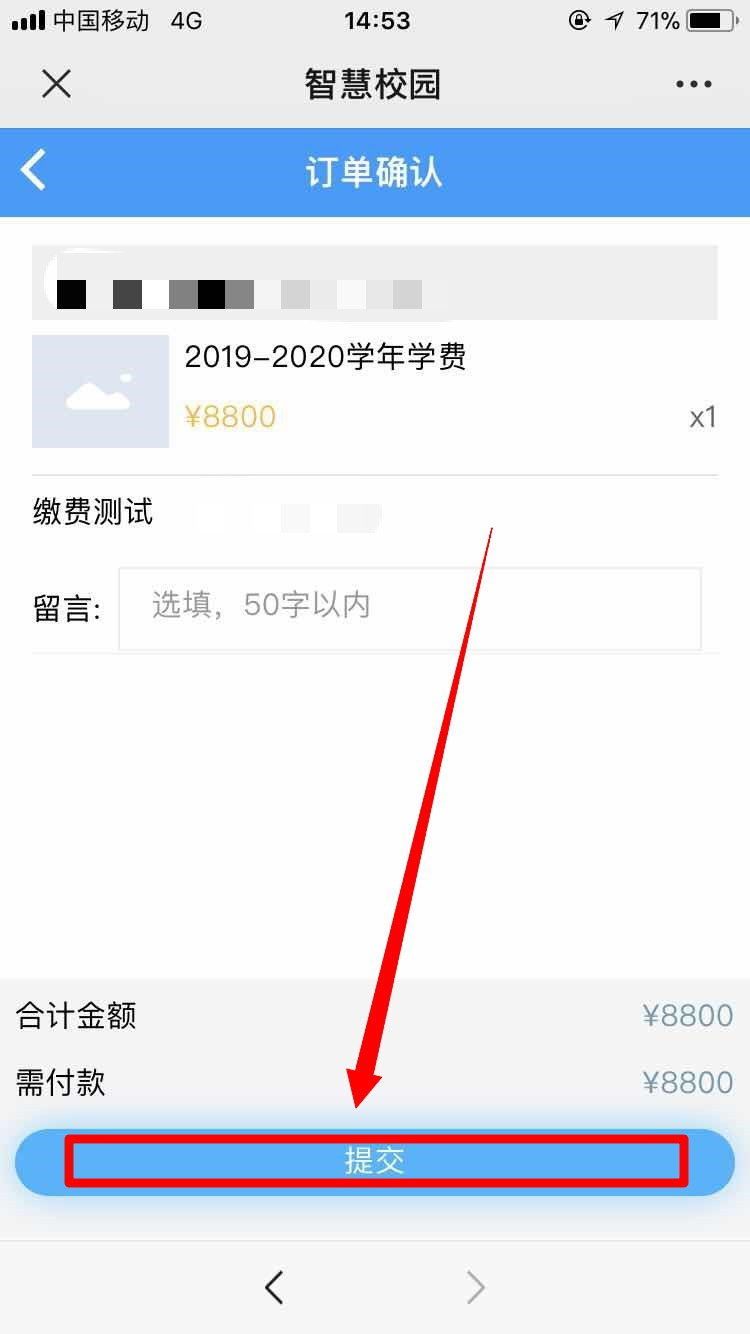 中国移动 4G 14:53 71%
智慧校园
订单确认
2019-2020学年学费
¥8800 x1
缴费测试
留言: 选填，50字以内
合计金额 ¥8800
需付款 ¥8800
提交